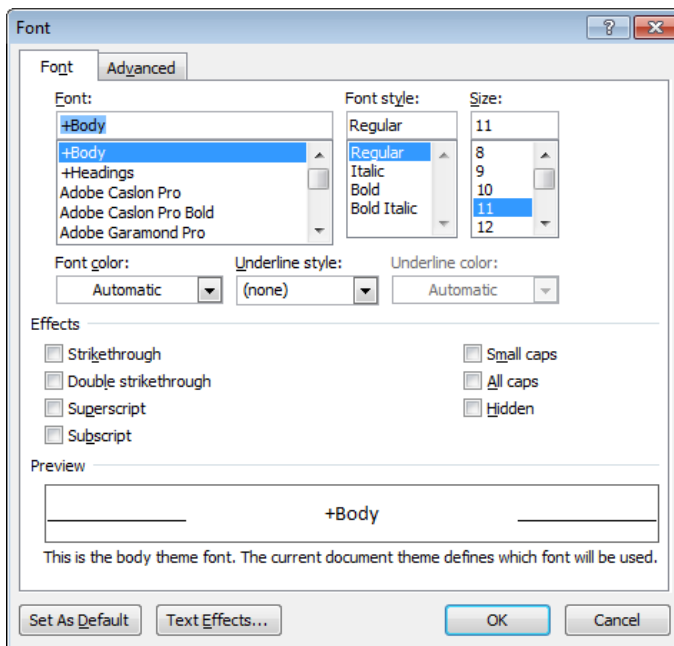 Font
Font Advanced
Font: Font style: Size:
+Body Regular 11
+Body Regular 8
+Headings Italic 9
Adobe Caslon Pro Bold 10
Adobe Caslon Pro Bold Bold Italic 11
Adobe Garamond Pro 12
Font color: Underline style: Underline color:
Automatic (none) Automatic
Effects
Strikethrough Small caps
Double strikethrough All caps
Superscript Hidden
Subscript
Preview
+Body
This is the body theme font. The current document theme defines which font will be used.
Set As Default Text Effects... OK Cancel